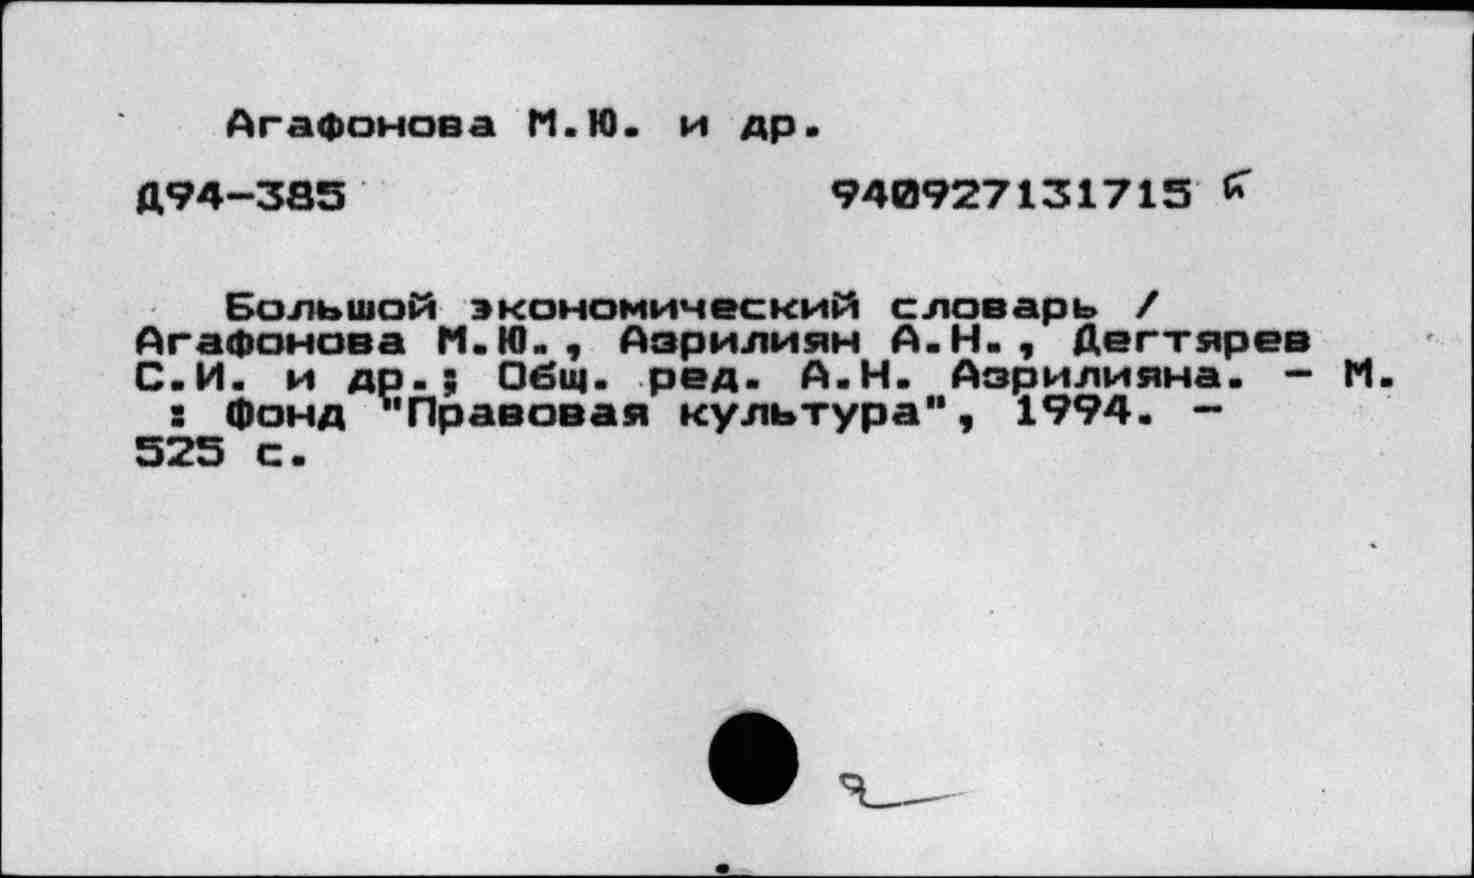 Агафонова М.Ю. и др.
Д94-385 940927131715
Большой экономический словарь /
Агафонова М.Ю., Азрилиян А.Н., Дегтярев
С.И. и др.; Общ. ред. А.Н. Азрилияна. - М.
: Фонд "Правовая культура", 1994. -
525 с.